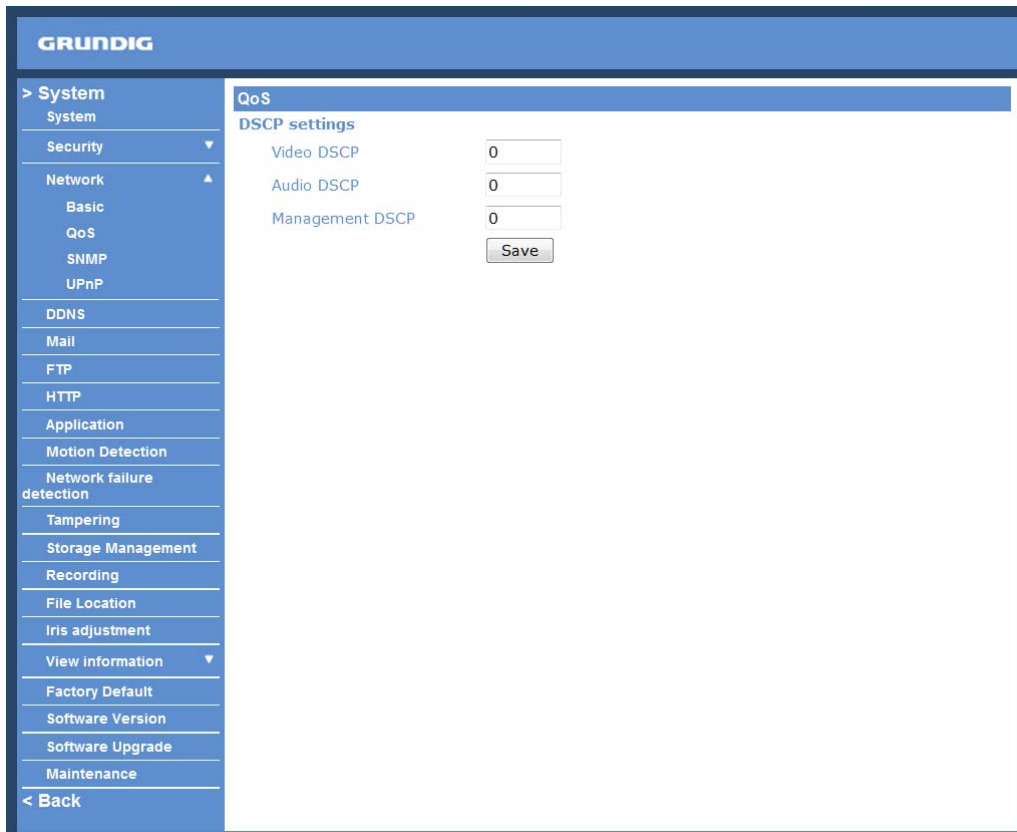 GRUNDIG
> System
System
Security
Network
Basic
QoS
SNMP
UPnP
DDNS
Mail
FTP
HTTP
Application
Motion Detection
Network failure
detection
Tampering
Storage Management
Recording
File Location
Iris adjustment
View information
Factory Default
Software Version
Software Upgrade
Maintenance
< Back
QoS
DSCP settings
Video DSCP 0
Audio DSCP 0
Management DSCP 0
Save